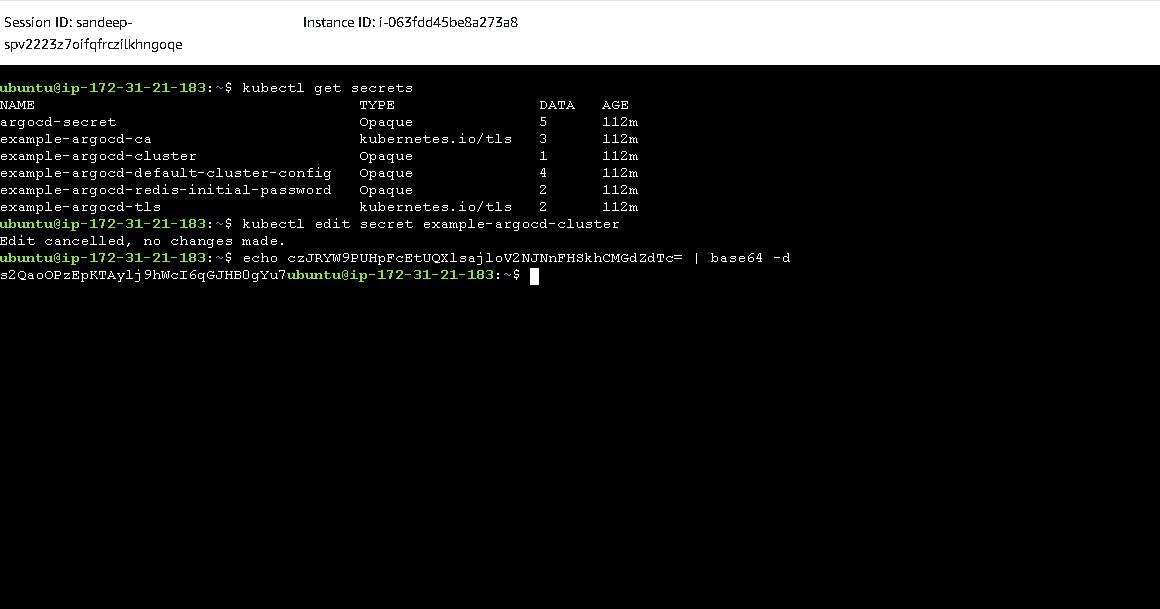 Session ID: sandeep-
Instance ID: i-063fdd45be8a273a8
spv2223z7oifqfrczilkhngoqe
ubuntu@ip-172-31-21-183:~$ kubectl get secrets
NAME TYPE DATA AGE
argocd-secret Opaque 5 112m
example-argocd-ca kubernetes.io/tls 3 112m
example-argocd-cluster Opaque 1 112m
example-argocd-default-cluster-config Opaque 4 112m
example-argocd-redis-initial-password Opaque 2 112m
example-argocd-tls kubernetes.io/tls 2 112m
ubuntu@ip-172-31-21-183:~$ kubectl edit secret example-argocd-cluster
Edit cancelled, no changes made.
ubuntu@ip-172-31-21-183:~$ echo czJRYW9PUHpFcEtUQXlsajloV2NJNnFHSkhCMGdZdTc= | base64 -d
s2QaoOPzEpKTAylj9hWcI6qGJHB0gYu7ubuntu@ip-172-31-21-183:~$